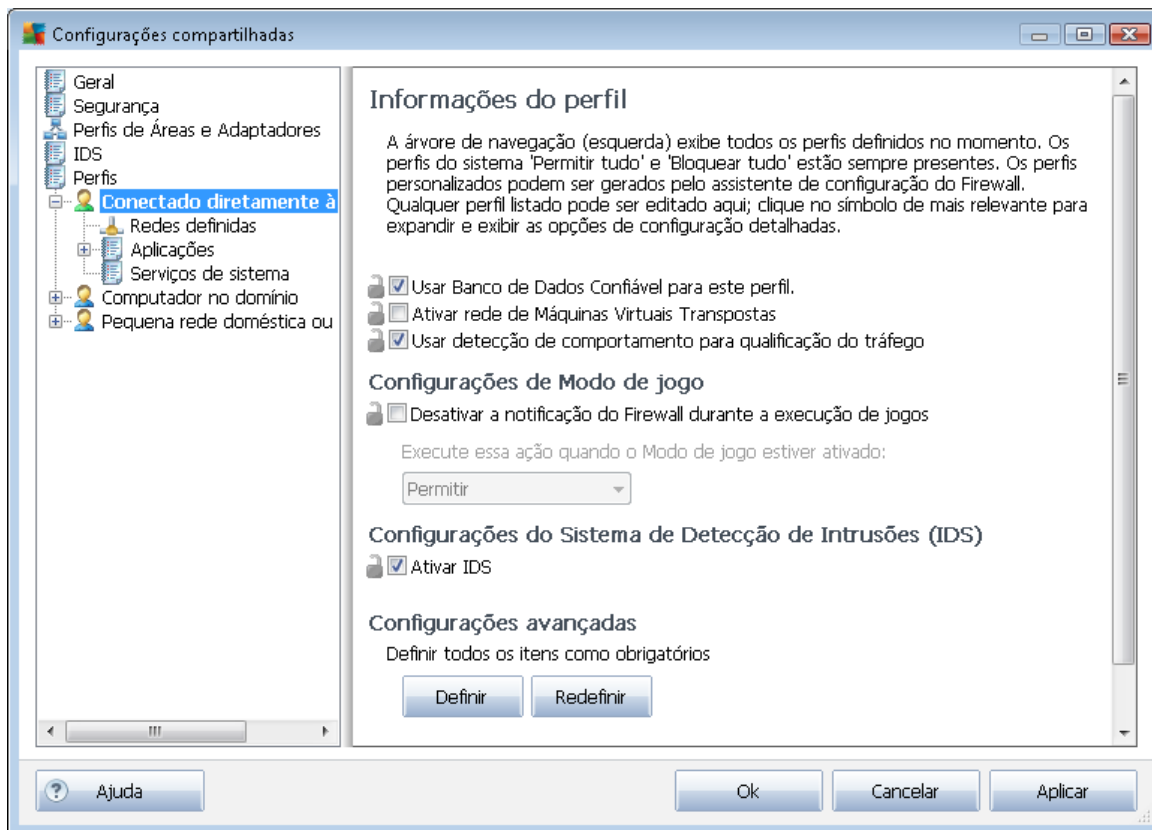 Configurações compartilhadas
Geral
Segurança
Perfis de Áreas e Adaptadores
IDS
Perfis
Conectado diretamente à
Redes definidas
Aplicações
Serviços de sistema
Computador no domínio
Pequena rede doméstica ou
Informações do perfil
A árvore de navegação (esquerda) exibe todos os perfis definidos no momento. Os
perfis do sistema 'Permitir tudo' e 'Bloquear tudo' estão sempre presentes. Os perfis
personalizados podem ser gerados pelo assistente de configuração do Firewall.
Qualquer perfil listado pode ser editado aqui; clique no símbolo de mais relevante para
expandir e exibir as opções de configuração detalhadas.
Usar Banco de Dados Confiável para este perfil.
Ativar rede de Máquinas Virtuais Transpostas
Usar detecção de comportamento para qualificação do tráfego
Configurações de Modo de jogo
Desativar a notificação do Firewall durante a execução de jogos
Execute essa ação quando o Modo de jogo estiver ativado:
Permitir
Configurações do Sistema de Detecção de Intrusões (IDS)
Ativar IDS
Configurações avançadas
Definir todos os itens como obrigatórios
Definir
Redefinir
? Ajuda
Ok
Cancelar
Aplicar